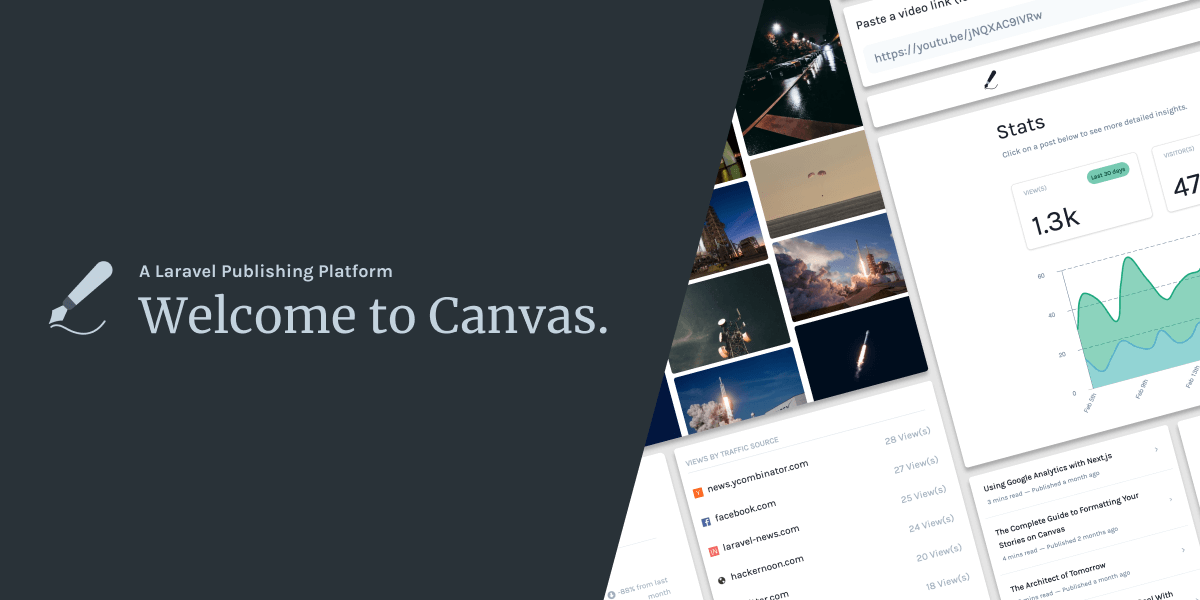 A Laravel Publishing Platform
Welcome to Canvas.
Paste a video link
https://youtu.be/jNQXAC9IVRw
Stats
Click on a post below to see more detailed insights.
VIEW(S)
Last 30 days
1.3k
VISITOR(S)
47
60
40
20
0
Feb 5th
Feb 9th
Feb 13th
VIEWS BY TRAFFIC SOURCE
news.ycombinator.com
28 View(s)
facebook.com
27 View(s)
laravel-news.com
25 View(s)
hackernoon.com
24 View(s)
20 View(s)
18 View(s)
-88% from last
month
Using Google Analytics with Next.js
3 mins read — Published a month ago
The Complete Guide to Formatting Your
Stories on Canvas
4 mins read — Published 2 months ago
The Architect of Tomorrow
mins read — Published a month ago
With